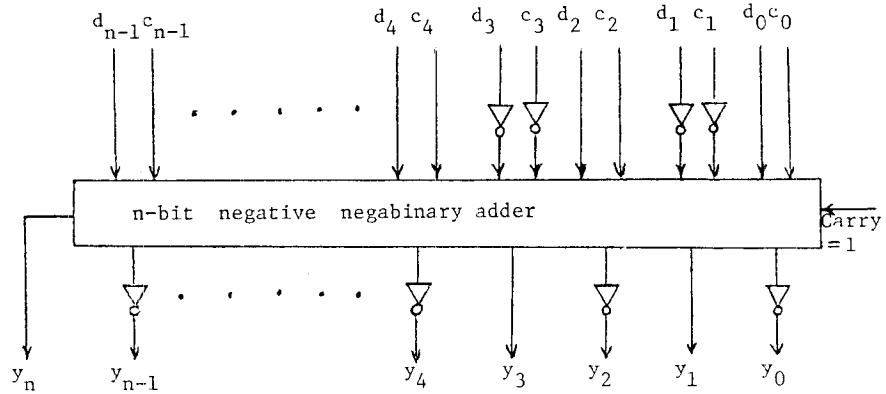 d_{n-1} c_{n-1} d_4 c_4 d_3 c_3 d_2 c_2 d_1 c_1 d_0 c_0
n-bit negative negabinary adder
Carry
=1
y_n y_{n-1} y_4 y_3 y_2 y_1 y_0